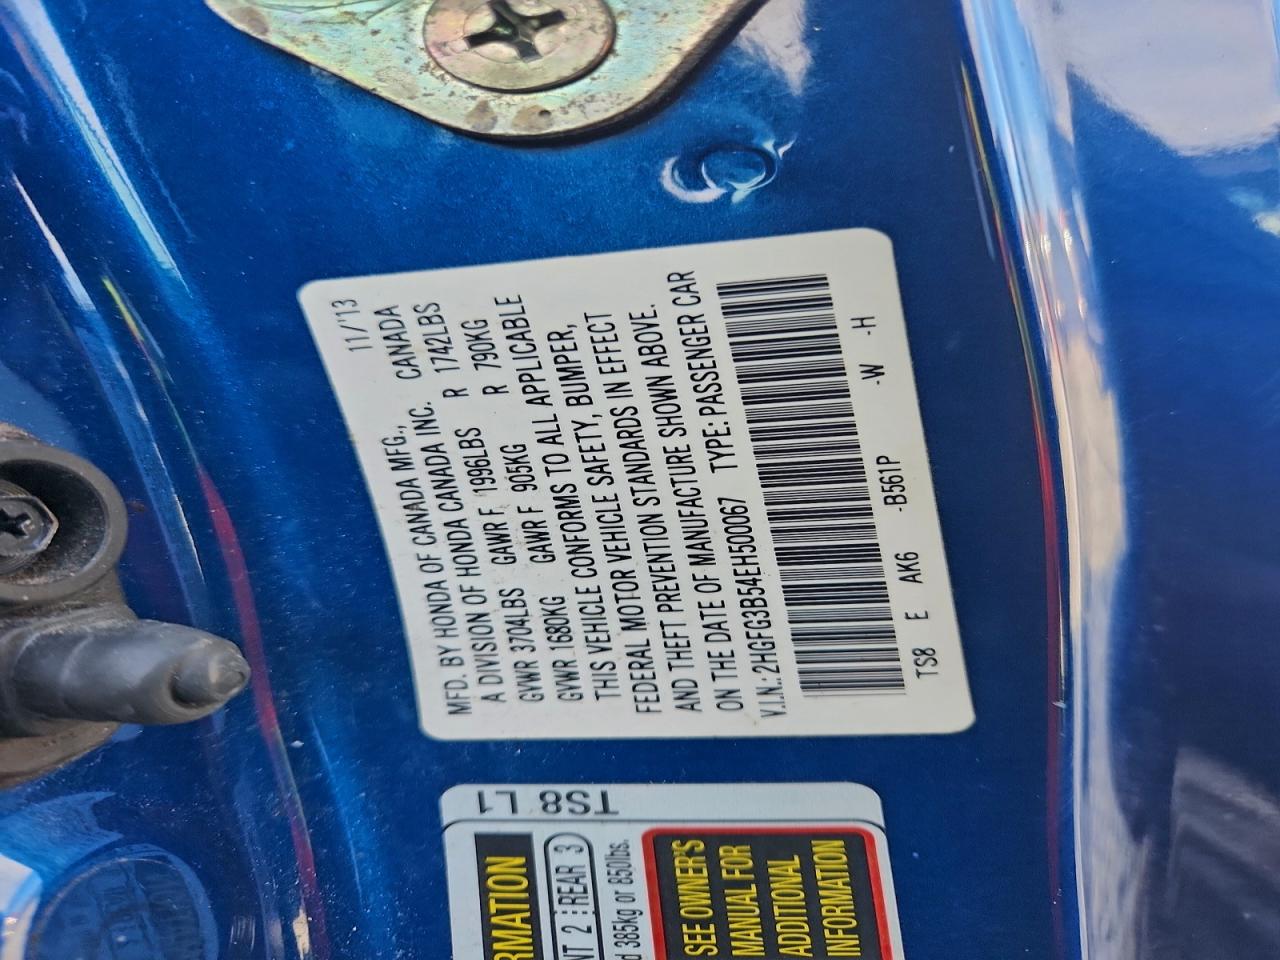 11/'13
MFD. BY HONDA OF CANADA MFG., CANADA
A DIVISION OF HONDA CANADA INC.
GVWR 3704LBS GAWR F 1996LBS R 1742LBS
GVWR 1680KG GAWR F 905KG R 790KG
THIS VEHICLE CONFORMS TO ALL APPLICABLE
FEDERAL MOTOR VEHICLE SAFETY, BUMPER,
AND THEFT PREVENTION STANDARDS IN EFFECT
ON THE DATE OF MANUFACTURE SHOWN ABOVE.
V.I.N.: 2HGFG3B54EH500067 TYPE: PASSENGER CAR
TS8 E AK6 -B561P -W -H
TS8 L1
RMATION
NT 2 REAR 3
d 385kg or 850lbs.
SEE OWNER'S
MANUAL FOR
ADDITIONAL
INFORMATION